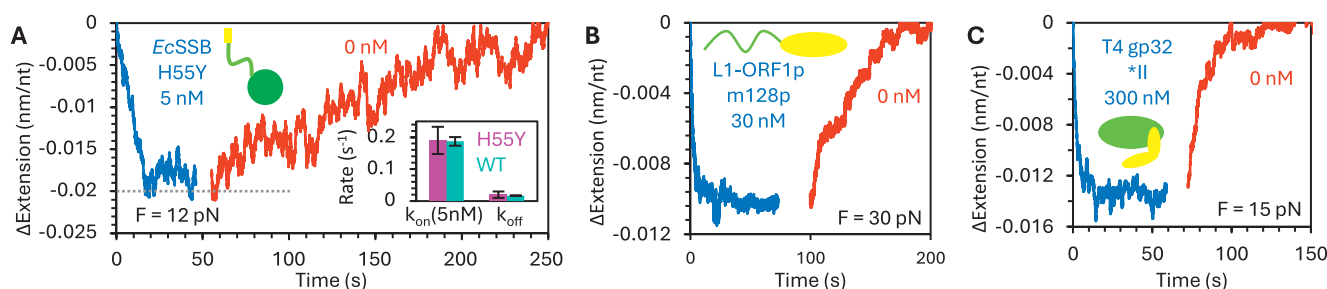 A
ΔExtension (nm/nt)
0
-0.005
-0.01
-0.015
-0.02
-0.025
EcSSB
H55Y
5 nM
0 nM
F = 12 pN
Rate (s⁻¹)
0.2
0.1
0
H55Y
WT
kon(5nM) koff
0 50 100 150 200 250
Time (s)
B
ΔExtension (nm/nt)
0
-0.004
-0.008
-0.012
L1-ORF1p
m128p
30 nM
0 nM
F = 30 pN
0 100 200
Time (s)
C
ΔExtension (nm/nt)
0
-0.004
-0.008
-0.012
-0.016
T4 gp32
*II
300 nM
0 nM
F = 15 pN
0 50 100 150
Time (s)